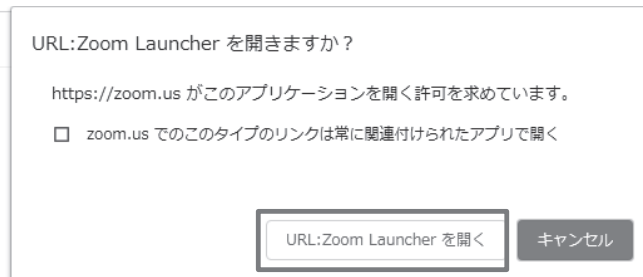 URL:Zoom Launcher を開きますか？
https://zoom.us がこのアプリケーションを開く許可を求めています。
zoom.us でのこのタイプのリンクは常に関連付けられたアプリで開く
URL:Zoom Launcher を開く
キャンセル